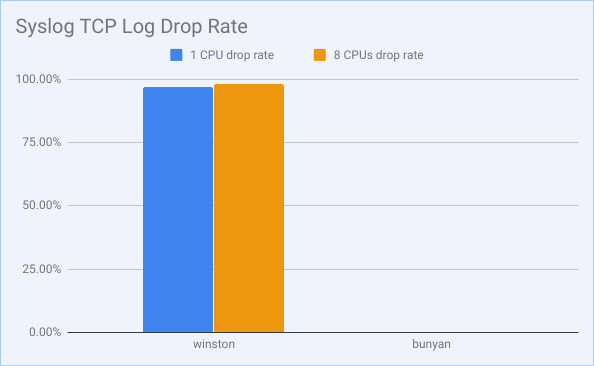 Syslog TCP Log Drop Rate
1 CPU drop rate 8 CPUs drop rate
100.00%
75.00%
50.00%
25.00%
0.00%
winston bunyan